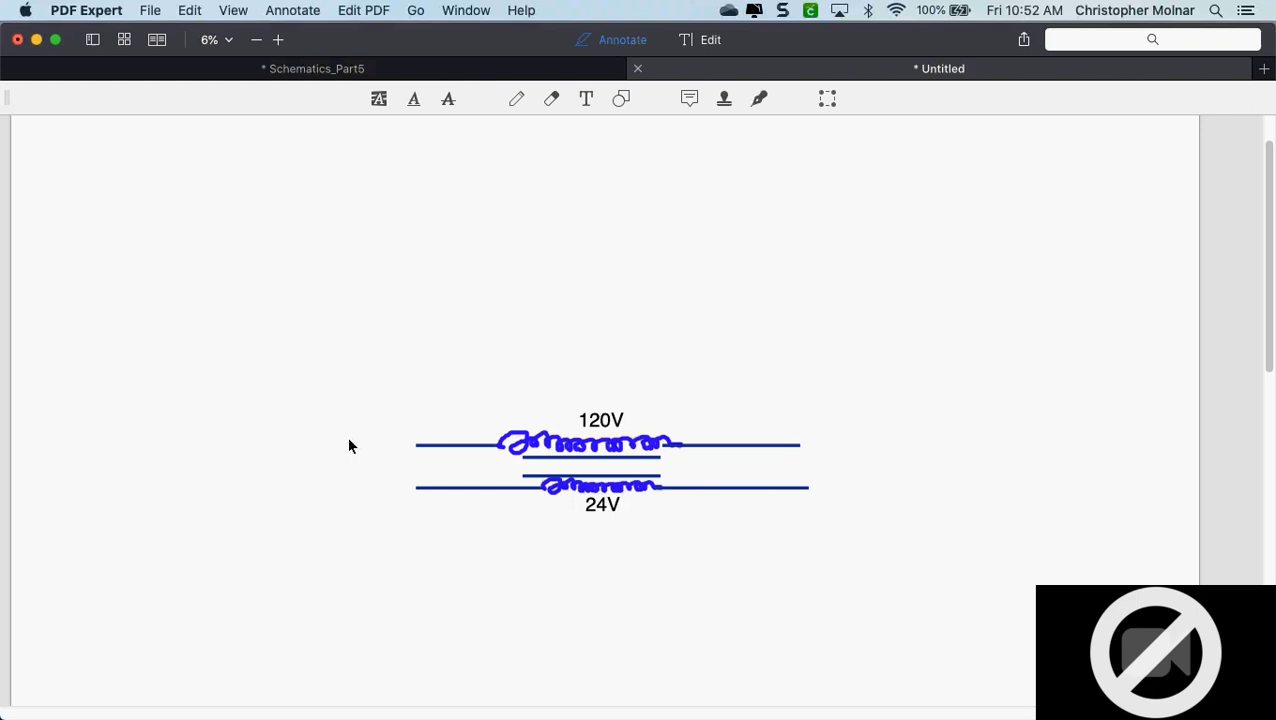 PDF Expert File Edit View Annotate Edit PDF Go Window Help 100% Fri 10:52 AM Christopher Molnar
6% Annotate T Edit
* Schematics_Part5 * Untitled
A A A T
120V
24V